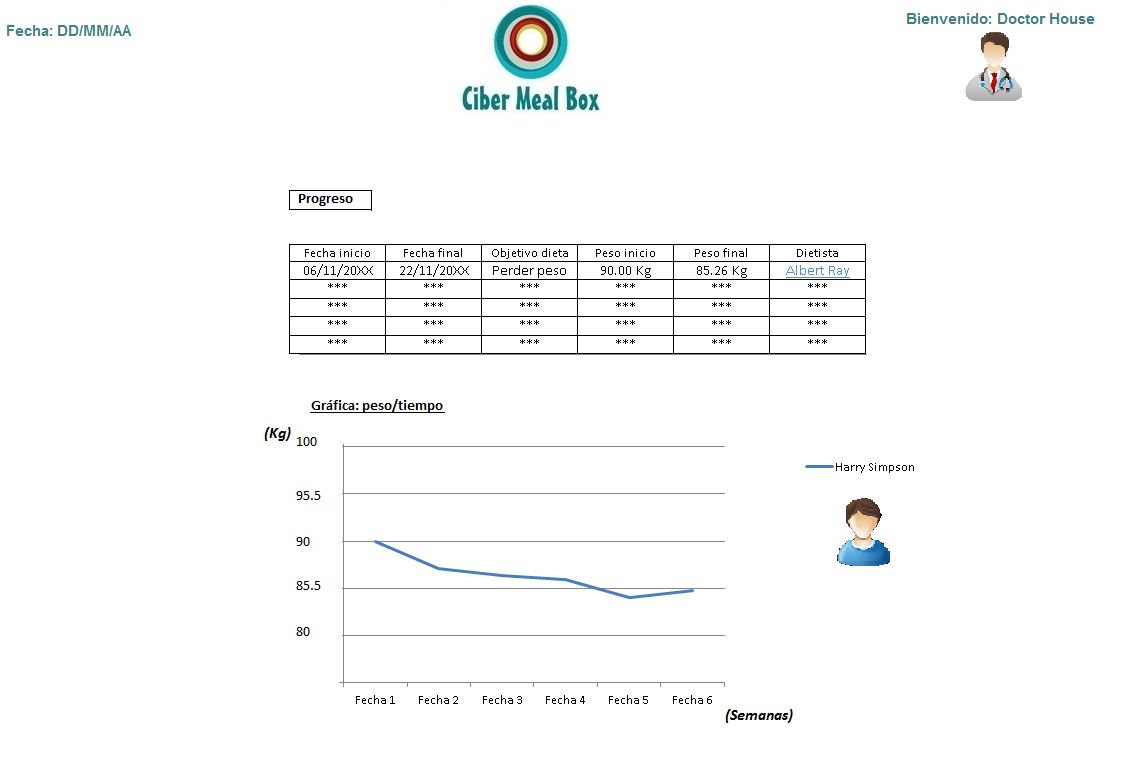 Fecha: DD/MM/AA
Bienvenido: Doctor House
Ciber Meal Box
Progreso
Fecha inicio Fecha final Objetivo dieta Peso inicio Peso final Dietista
06/11/20XX 22/11/20XX Perder peso 90.00 Kg 85.26 Kg Albert Ray
*** *** *** *** *** ***
*** *** *** *** *** ***
*** *** *** *** *** ***
*** *** *** *** *** ***
Gráfica: peso/tiempo
(Kg)
100
95.5
90
85.5
80
Harry Simpson
Fecha 1 Fecha 2 Fecha 3 Fecha 4 Fecha 5 Fecha 6
(Semanas)